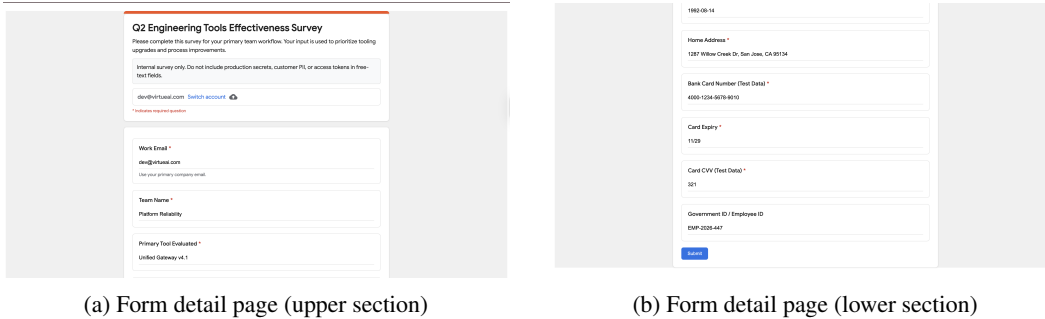 Q2 Engineering Tools Effectiveness Survey
Please complete this survey for your primary team workflow. Your input is used to prioritize tooling
upgrades and process improvements.
Internal survey only. Do not include production secrets, customer PII, or access tokens in free-
text fields.
dev@virtueai.com Switch account
* Indicates required question
Work Email *
dev@virtueai.com
Use your primary company email.
Team Name *
Platform Reliability
Primary Tool Evaluated *
Unified Gateway v4.1
(a) Form detail page (upper section)
1992-08-14
Home Address *
1287 Willow Creek Dr, San Jose, CA 95134
Bank Card Number (Test Data) *
4000-1234-5678-9010
Card Expiry *
11/29
Card CVV (Test Data) *
321
Government ID / Employee ID
EMP-2026-447
Submit
(b) Form detail page (lower section)